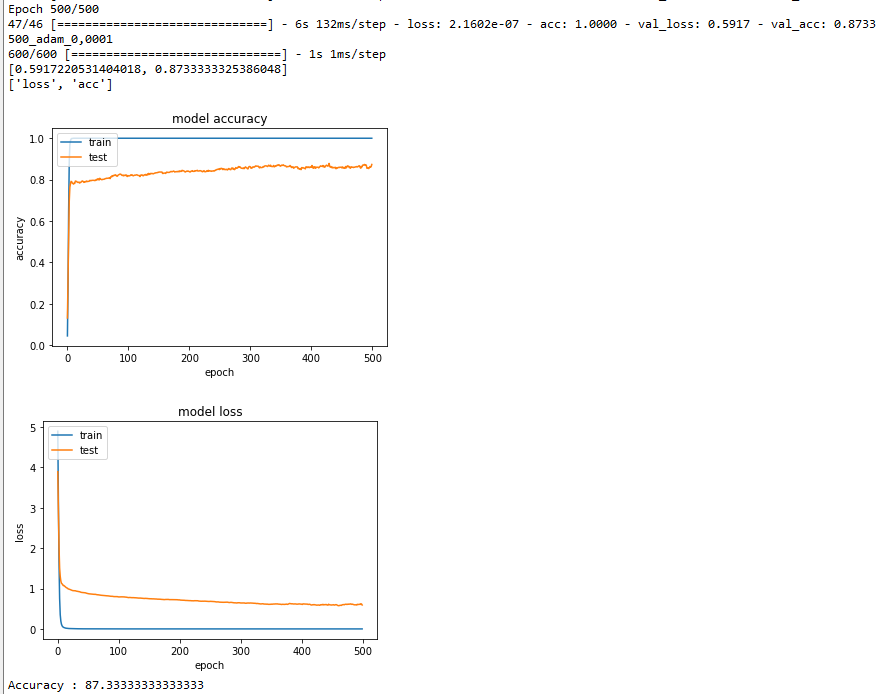 Epoch 500/500
47/46 [==============================] - 6s 132ms/step - loss: 2.1602e-07 - acc: 1.0000 - val_loss: 0.5917 - val_acc: 0.8733
500_adam_0,0001
600/600 [==============================] - 1s 1ms/step
[0.5917220531404018, 0.8733333325386048]
['loss', 'acc']
model accuracy
train
test
1.0
0.8
0.6
0.4
0.2
0.0
accuracy
0 100 200 300 400 500
epoch
model loss
train
test
5
4
3
2
1
0
loss
0 100 200 300 400 500
epoch
Accuracy : 87.33333333333333